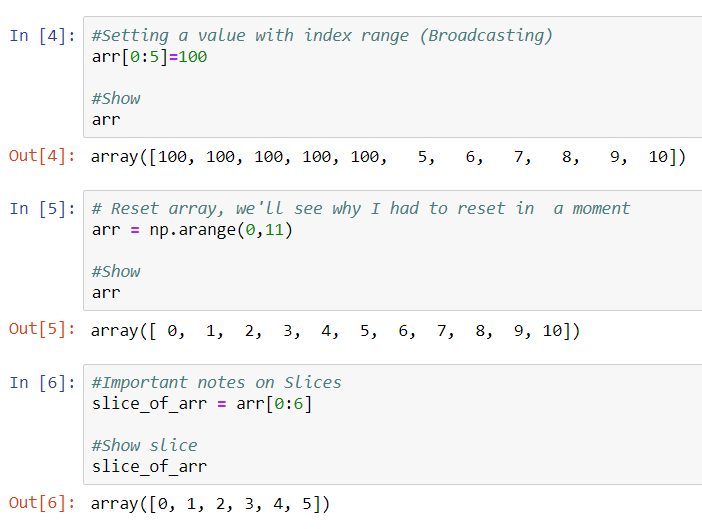 In [4]: #Setting a value with index range (Broadcasting)
arr[0:5]=100
#Show
arr
Out[4]: array([100, 100, 100, 100, 100,   5,   6,   7,   8,   9,  10])
In [5]: # Reset array, we'll see why I had to reset in  a moment
arr = np.arange(0,11)
#Show
arr
Out[5]: array([ 0,  1,  2,  3,  4,  5,  6,  7,  8,  9, 10])
In [6]: #Important notes on Slices
slice_of_arr = arr[0:6]
#Show slice
slice_of_arr
Out[6]: array([0, 1, 2, 3, 4, 5])